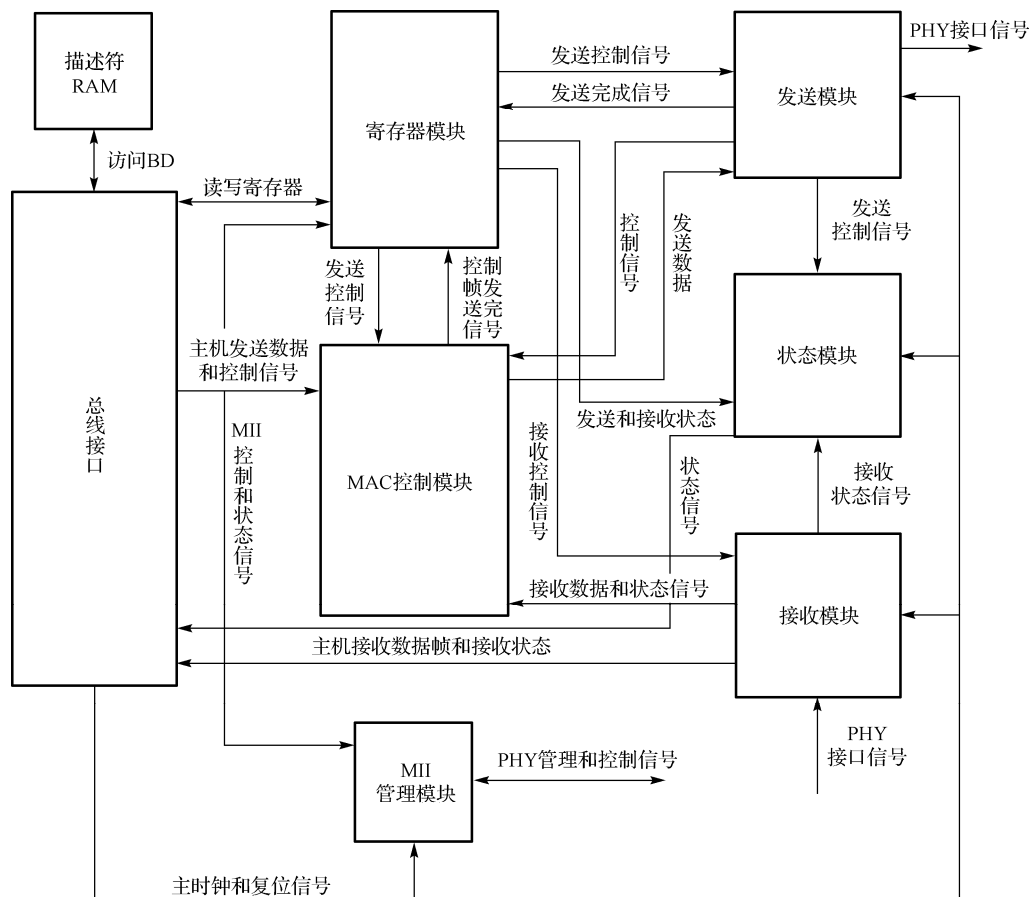 描述符
RAM
访问BD
总线接口
读写寄存器
主机发送数据
和控制信号
MII
控制和状态信号
寄存器模块
发送控制信号
发送完成信号
发送
控制
信号
控制
帧发
送完
信号
MAC控制模块
控制信号
发送数据
发送和接收状态
接收控制信号
状态信号
接收数据和状态信号
主机接收数据帧和接收状态
发送模块
PHY接口信号
发送
控制信号
状态模块
接收
状态信号
接收模块
PHY
接口信号
MII
管理模块
PHY管理和控制信号
主时钟和复位信号